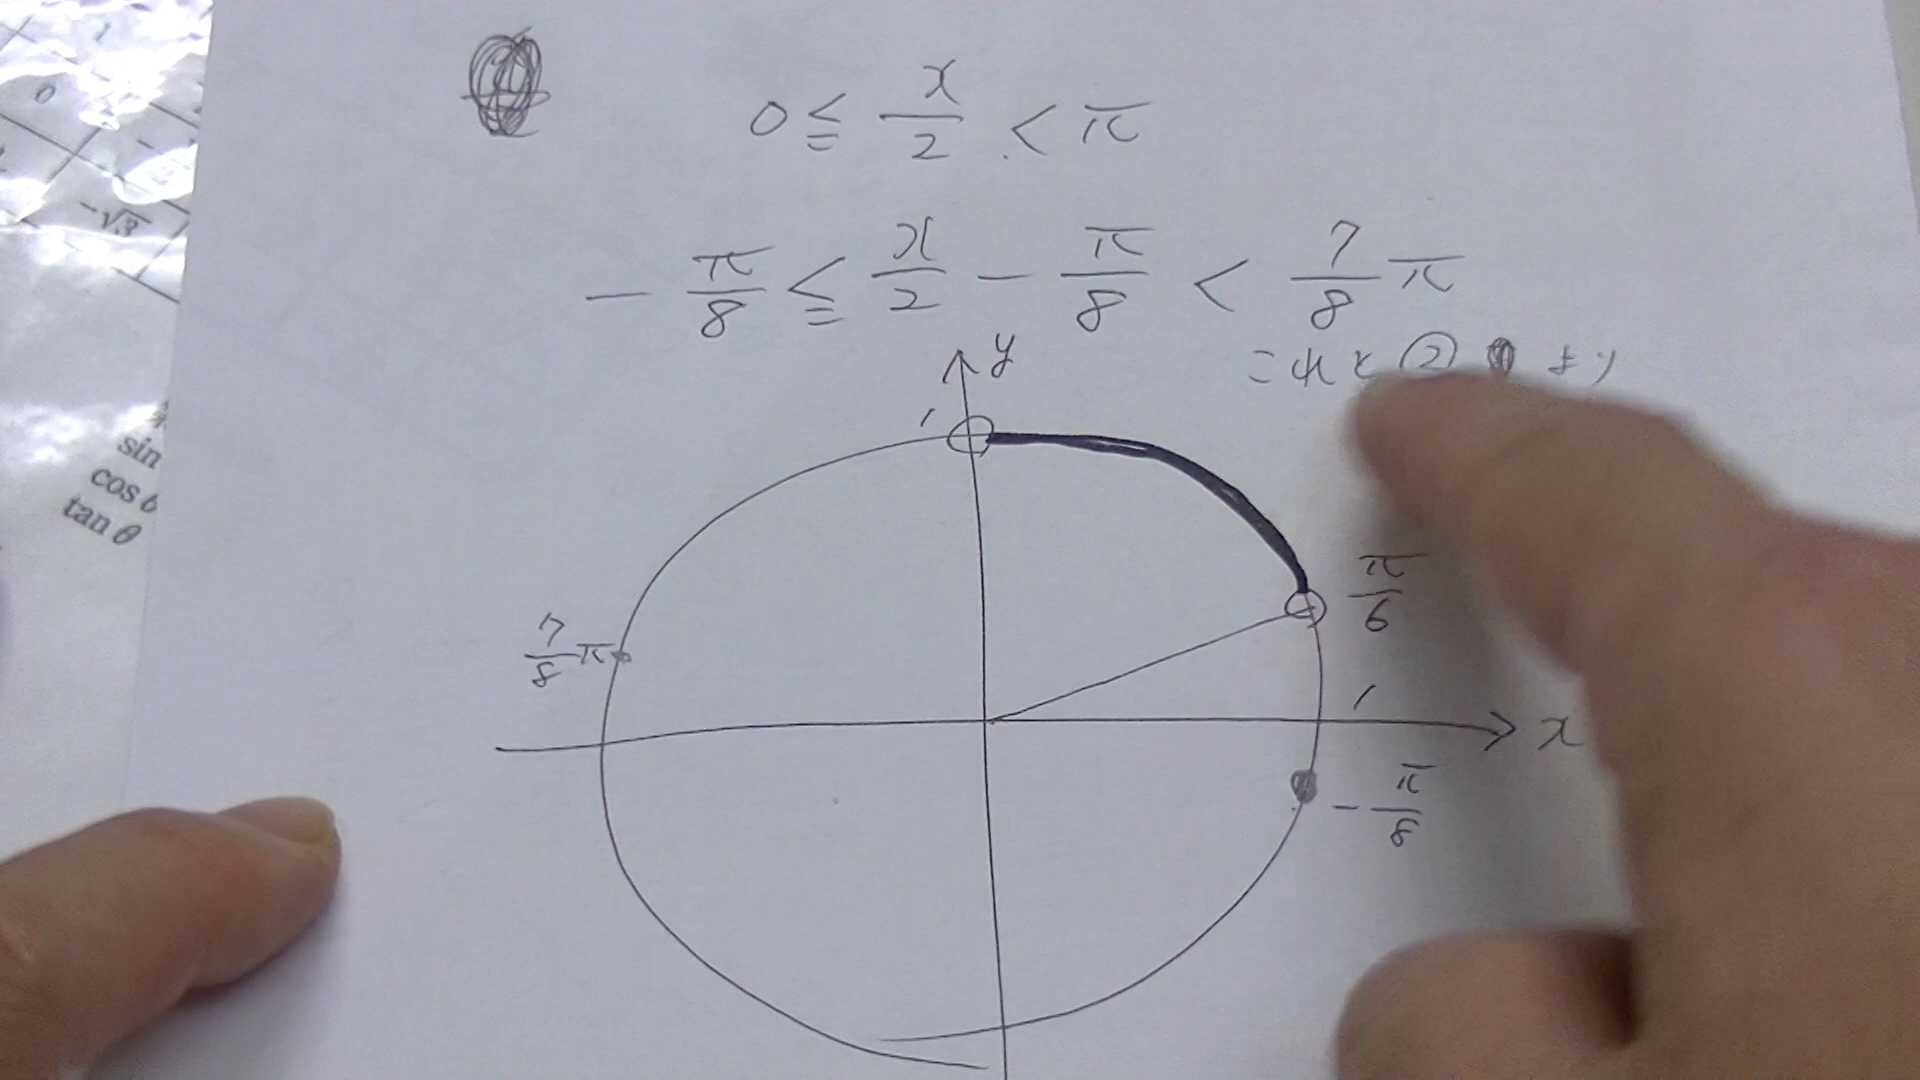 0 ≦ x/2 < π
- π/8 ≦ x/2 - π/8 < 7/8 π
これと ② より
y
1
π/6
7/8 π
1
x
- π/8
0
-√3
sin
cos θ
tan θ